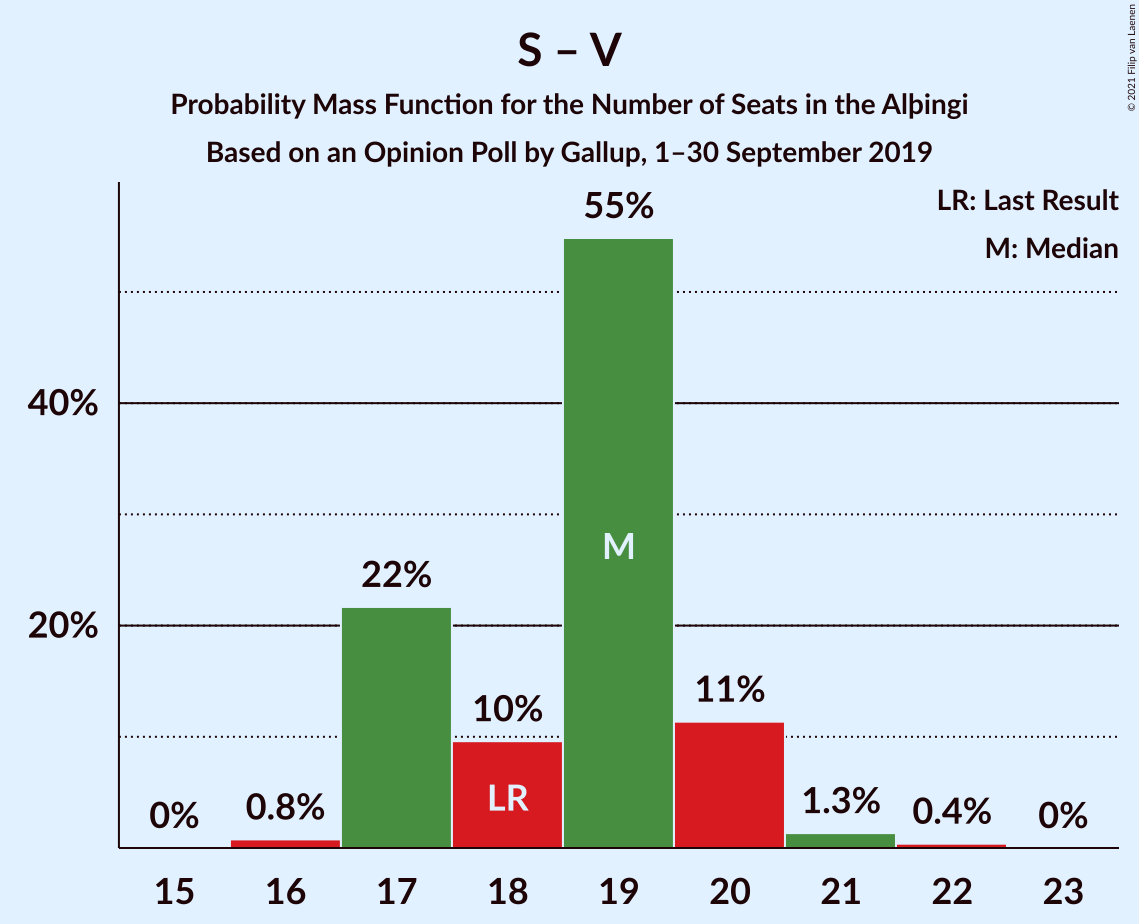 S – V
Probability Mass Function for the Number of Seats in the Alþingi
Based on an Opinion Poll by Gallup, 1–30 September 2019
© 2021 Filip van Laenen
LR: Last Result
M: Median
55%
40%
M
22%
20%
11%
10%
LR
0%
0.8%
1.3%
0.4%
0%
15 16 17 18 19 20 21 22 23